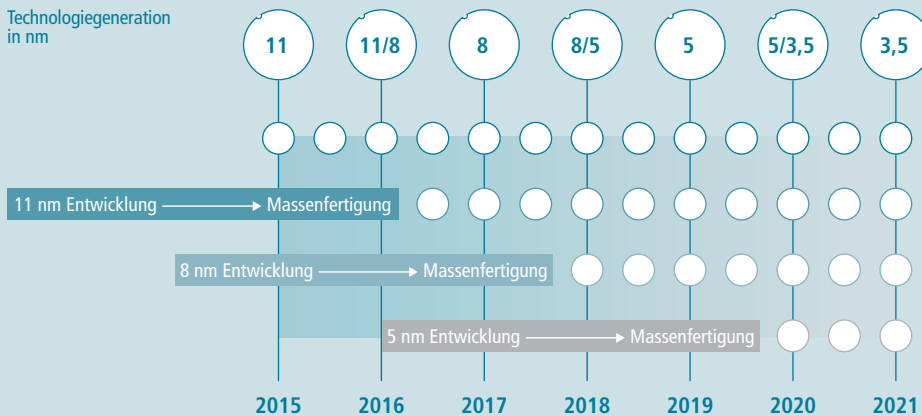 Technologiegeneration
in nm
11
11/8
8
8/5
5
5/3,5
3,5
11 nm Entwicklung
Massenfertigung
8 nm Entwicklung
Massenfertigung
5 nm Entwicklung
Massenfertigung
2015
2016
2017
2018
2019
2020
2021